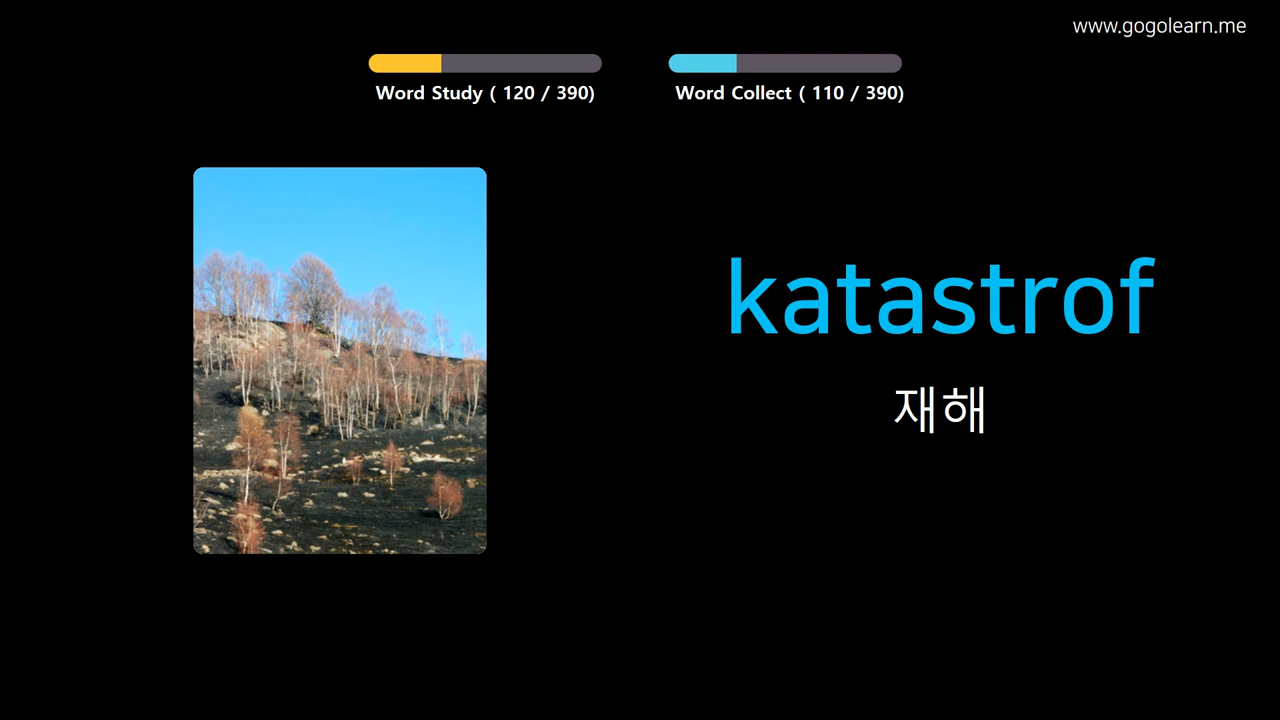 www.gogolearn.me
Word Study ( 120 / 390)
Word Collect ( 110 / 390)
katastrof
재해